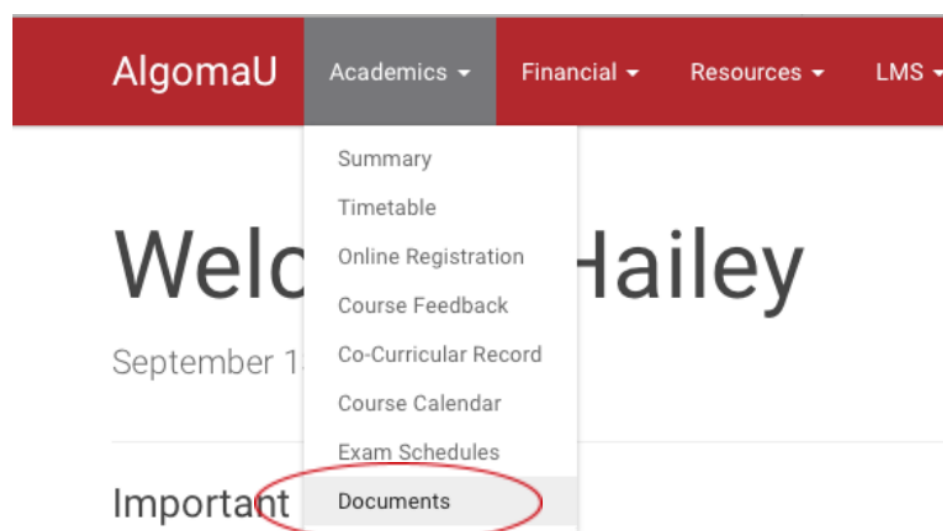 AlgomaU Academics Financial Resources LMS
Summary
Timetable
Welc Hailey
Online Registration
Course Feedback
September 1 Co-Curricular Record
Course Calendar
Exam Schedules
Important Documents